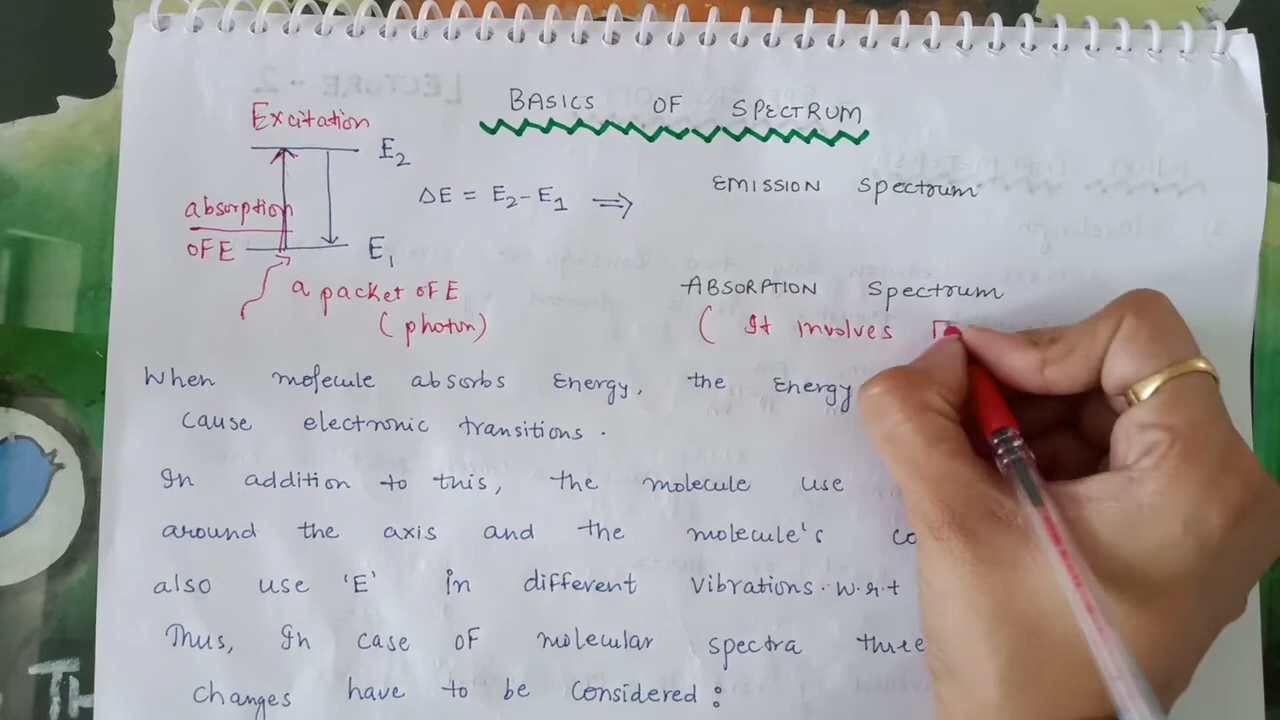 BASICS OF SPECTRUM
Excitation
E2
EMISSION Spectrum
ΔE = E2 - E1 ⇒
absorption
OF E
E1
a packet OF E
(photon)
ABSORPTION Spectrum
( It involves
When molecule absorbs Energy, the Energy
cause electronic transitions.
In addition to this, the molecule use
around the axis and the molecule's
also use 'E' in different vibrations. w.r.t
Thus, In case OF molecular spectra three
changes have to be Considered: